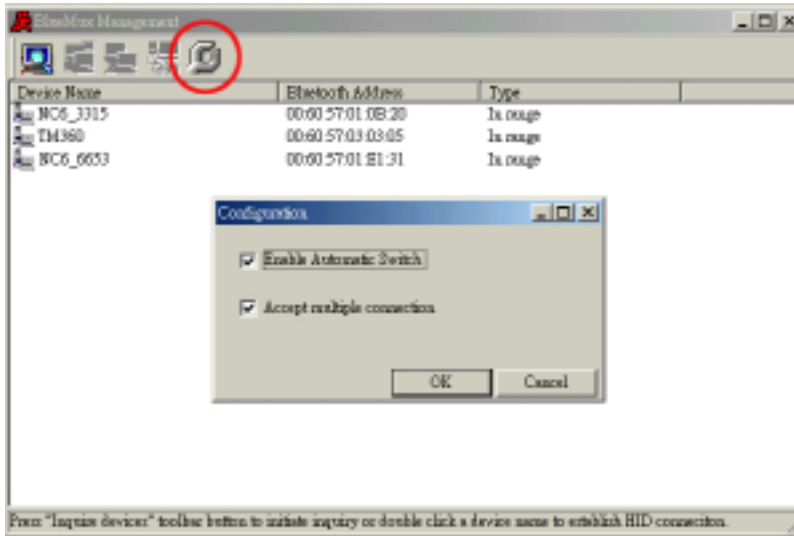 BlueMux Management
Device Name Bluetooth Address Type
NC6_3315 00:60:57:01:0B:20 In range
TM360 00:60:57:03:03:05 In range
NC6_6653 00:60:57:01:E1:31 In range
Configuration
Enable Automatic Switch
Accept multiple connection
OK Cancel
Press "Inquire devices" toolbar button to initiate inquiry or double click a device name to establish HID conneciton.